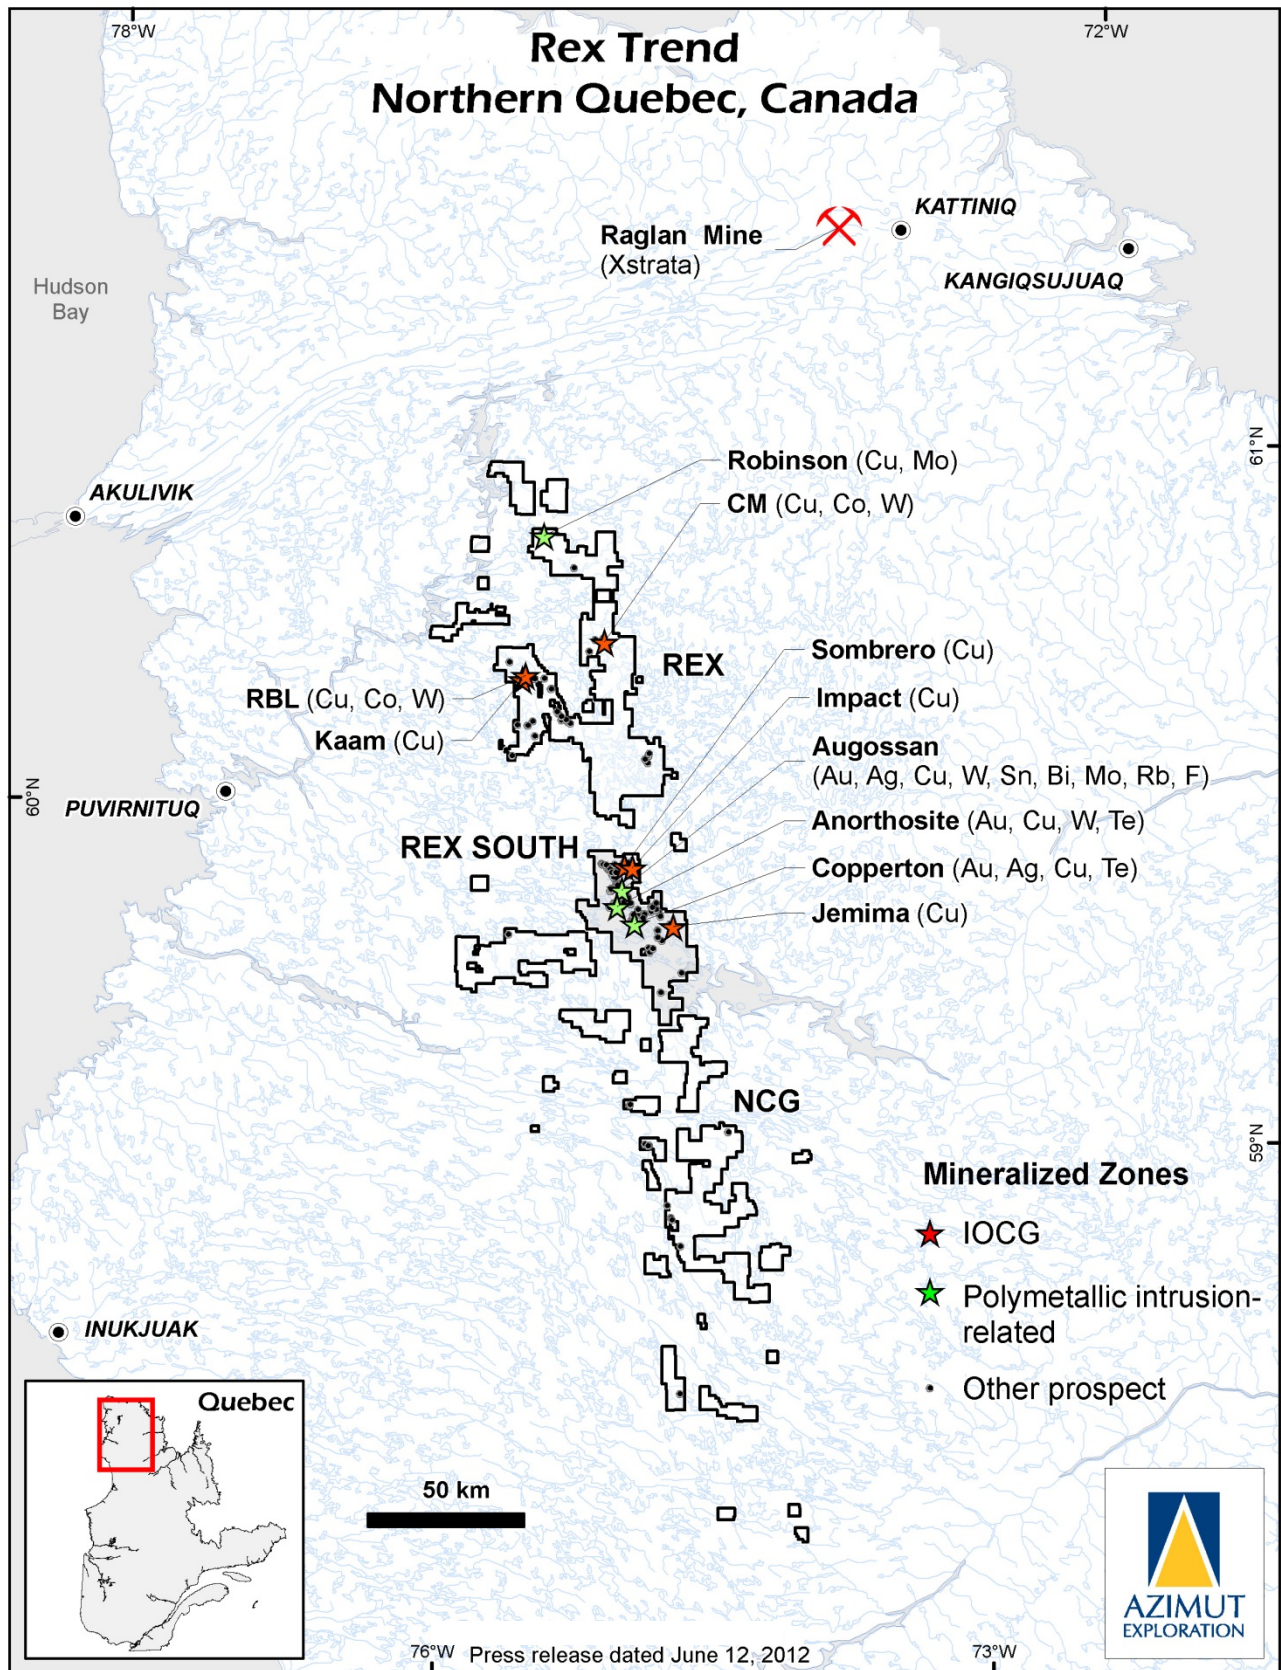 78°W
72°W
Rex Trend
Northern Quebec, Canada
KATTINIQ
Raglan Mine
(Xstrata)
KANGIQSUJUAQ
Hudson
Bay
61°N
Robinson (Cu, Mo)
AKULIVIK
CM (Cu, Co, W)
Sombrero (Cu)
REX
RBL (Cu, Co, W)
Impact (Cu)
Kaam (Cu)
Augossan
(Au, Ag, Cu, W, Sn, Bi, Mo, Rb, F)
60°N
PUVIRNITUQ
Anorthosite (Au, Cu, W, Te)
REX SOUTH
Copperton (Au, Ag, Cu, Te)
Jemima (Cu)
NCG
59°N
Mineralized Zones
IOCG
Polymetallic intrusion-
related
Other prospect
INUKJUAK
Quebec
50 km
AZIMUT
EXPLORATION
76°W
Press release dated June 12, 2012
73°W